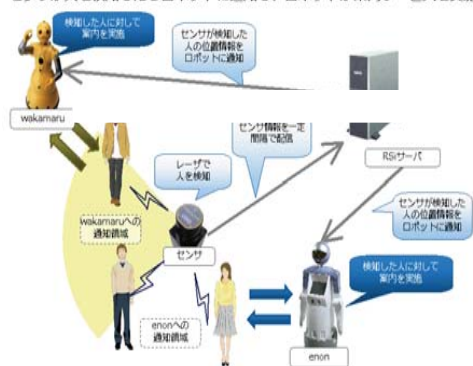 検知した人に対して
案内を実施
センサが検知した
人の位置情報を
ロボットに通知
wakamaru
センサ情報を一定
間隔で配信
RSiサーバ
レーザで
人を検知
wakamaruへの
通知領域
センサ
センサが検知した
人の位置情報を
ロボットに通知
検知した人に対して
案内を実施
enonへの
通知領域
enon